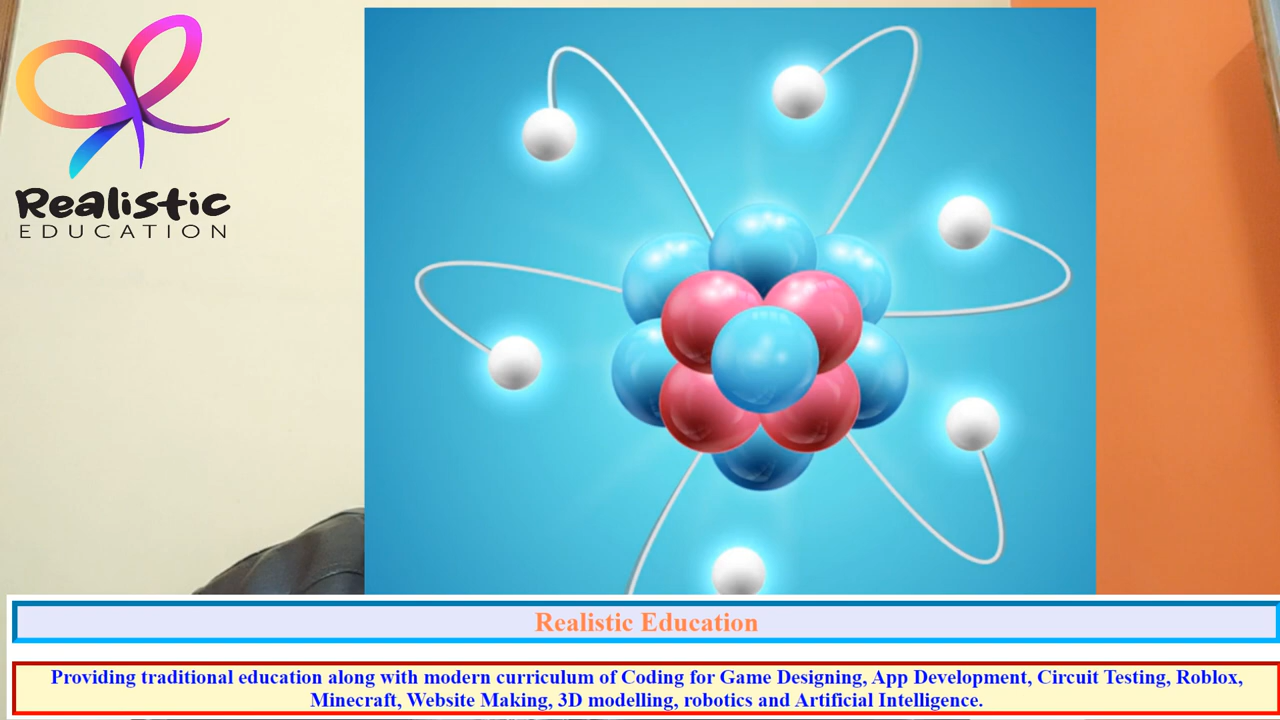 Realistic
EDUCATION
Realistic Education
Providing traditional education along with modern curriculum of Coding for Game Designing, App Development, Circuit Testing, Roblox,
Minecraft, Website Making, 3D modelling, robotics and Artificial Intelligence.